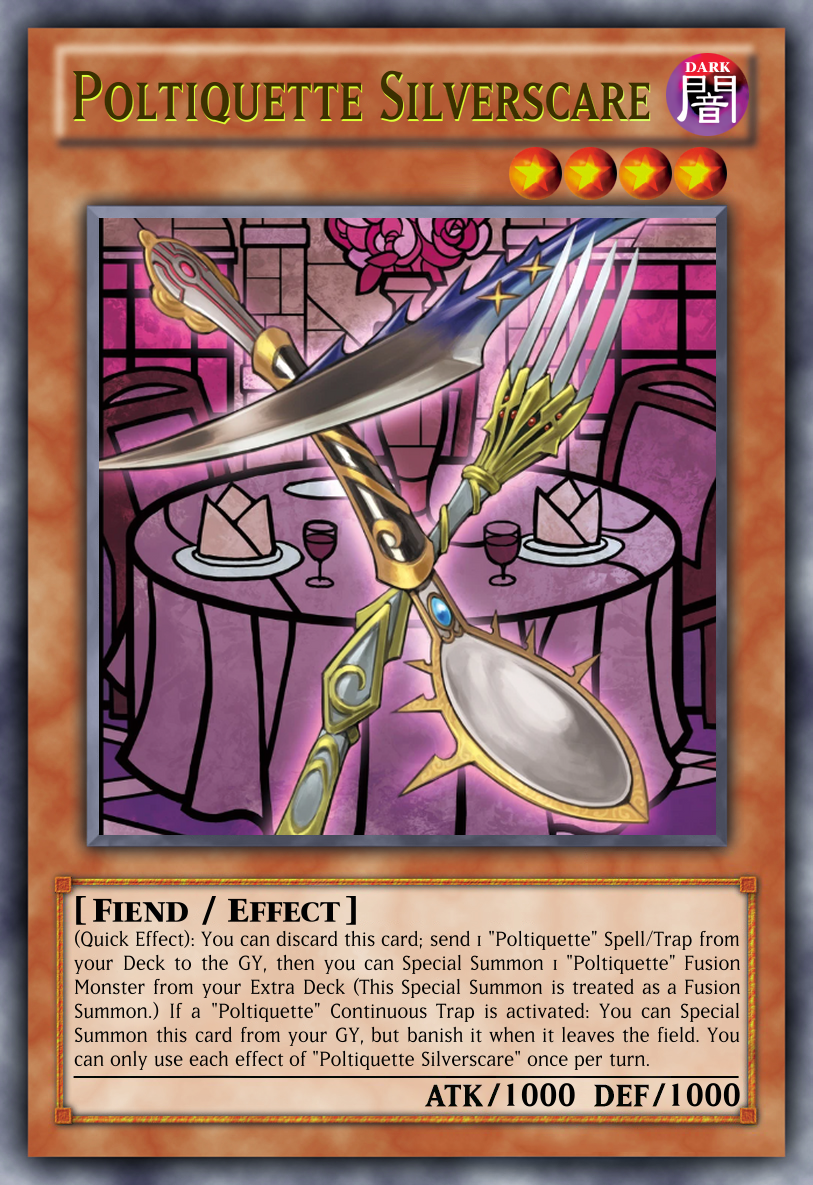 Poltiquette Silverscare
DARK
闇
[ Fiend / Effect ]
(Quick Effect): You can discard this card; send 1 "Poltiquette" Spell/Trap from
your Deck to the GY, then you can Special Summon 1 "Poltiquette" Fusion
Monster from your Extra Deck (This Special Summon is treated as a Fusion
Summon.) If a "Poltiquette" Continuous Trap is activated: You can Special
Summon this card from your GY, but banish it when it leaves the field. You
can only use each effect of "Poltiquette Silverscare" once per turn.
ATK/1000 DEF/1000